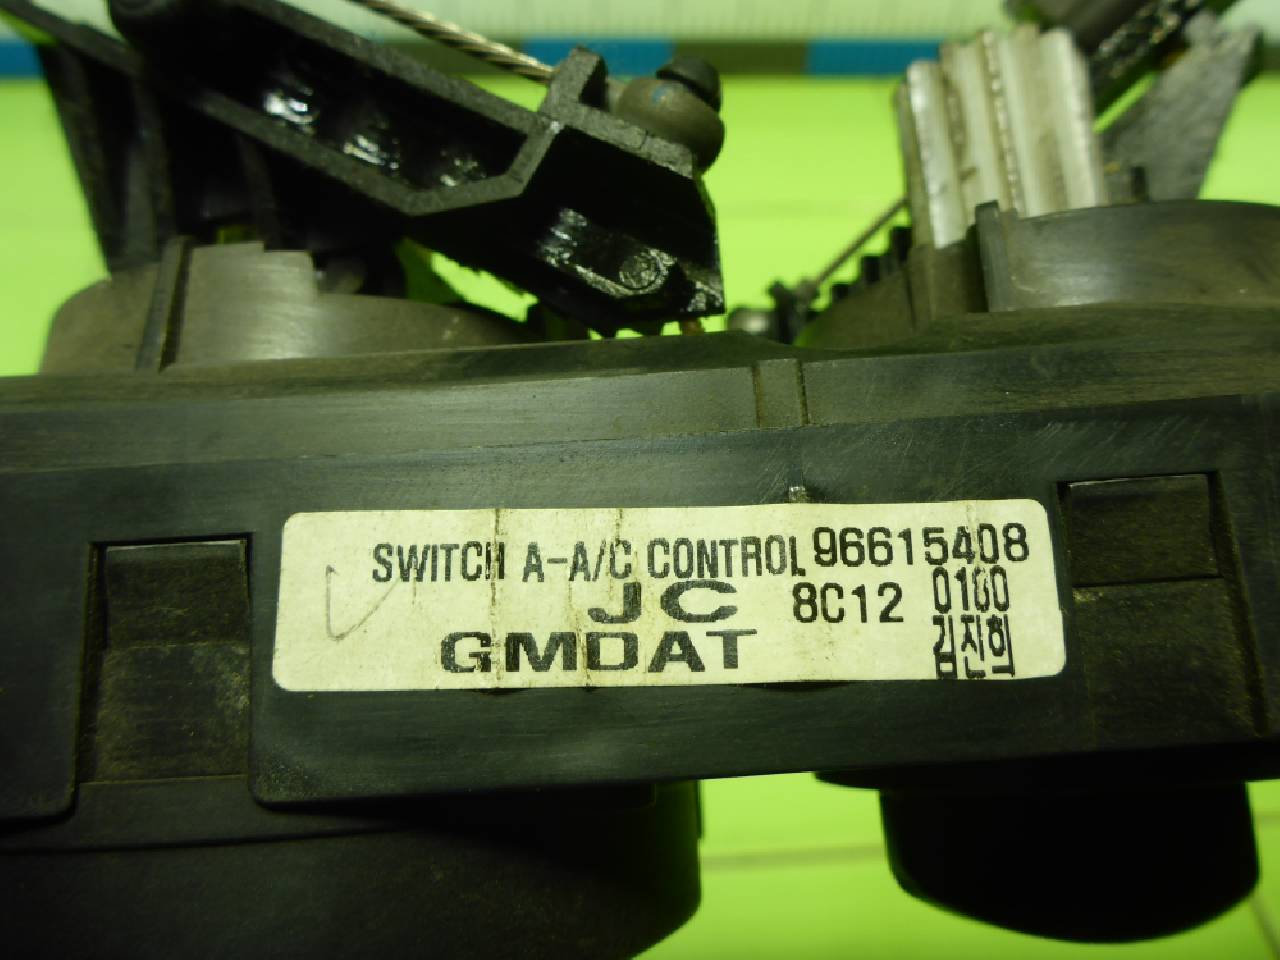 SWITCH A-A/C CONTROL 96615408
JC 8C12 0100
GMDAT 김진희